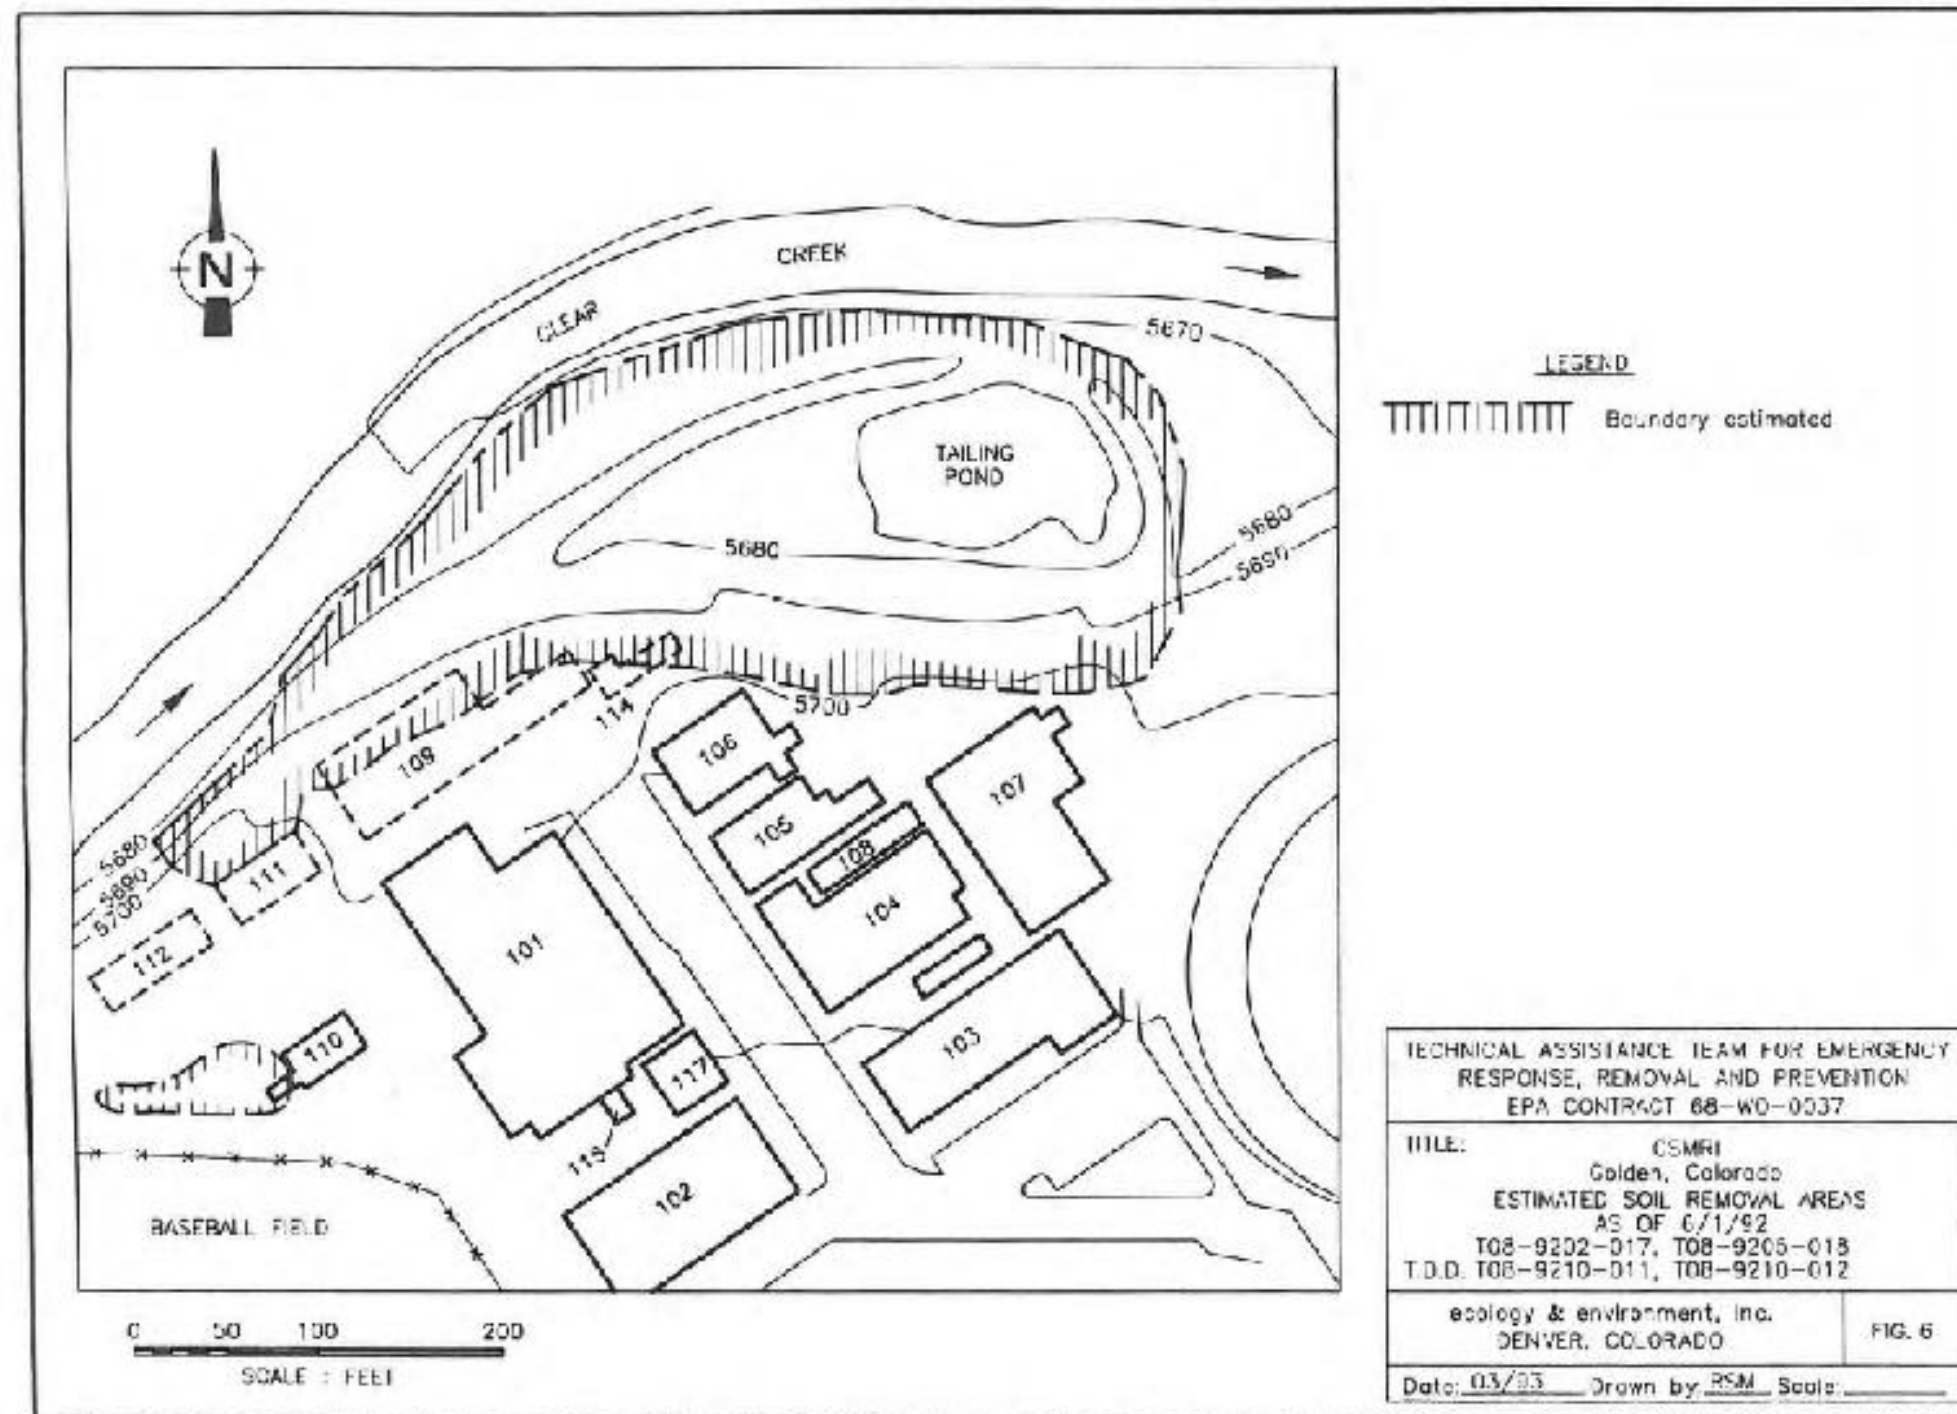 N
CREEK
CLEAR
5670
LEGEND
Boundary estimated
TAILING
POND
5680
5680
5690
5700
114
109
106
107
105
108
111
104
101
5680
5690
5700
112
110
103
117
102
BASEBALL FIELD
0 50 100 200
SCALE : FEET
TECHNICAL ASSISTANCE TEAM FOR EMERGENCY
RESPONSE, REMOVAL AND PREVENTION
EPA CONTRACT 68-WO-0037
TITLE: CSMRI
Golden, Colorado
ESTIMATED SOIL REMOVAL AREAS
AS OF 6/1/92
T08-9202-017, T08-9205-018
T.D.D. T08-9210-011, T08-9210-012
ecology & environment, inc.
DENVER, COLORADO
FIG. 6
Date: 03/93 Drawn by: RSM Scale: